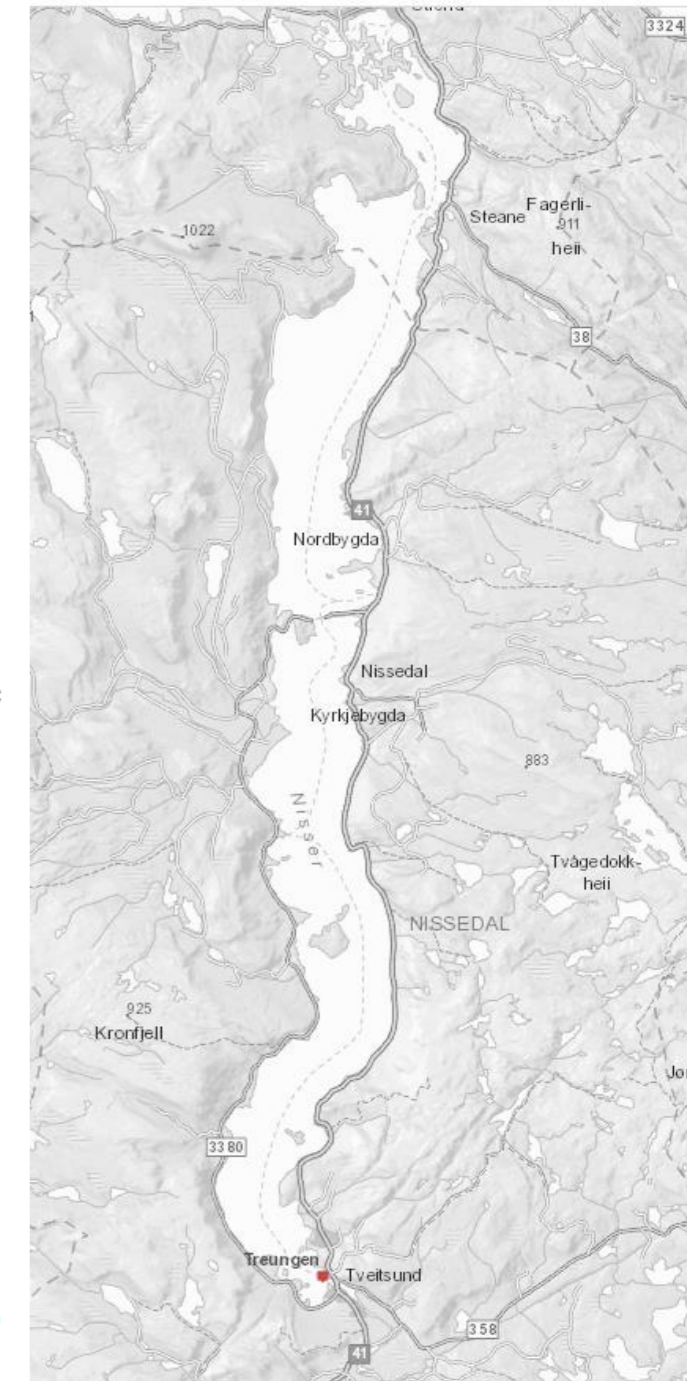 3324
Steane
Fagerli-
911
heii
1022
38
41
Nordbygda
Nissedal
Kyrkjebygda
883
Nisser
Tvågedokk-
heii
NISSEDAL
925
Kronfjell
3380
Treungen
Tveitsund
358
41